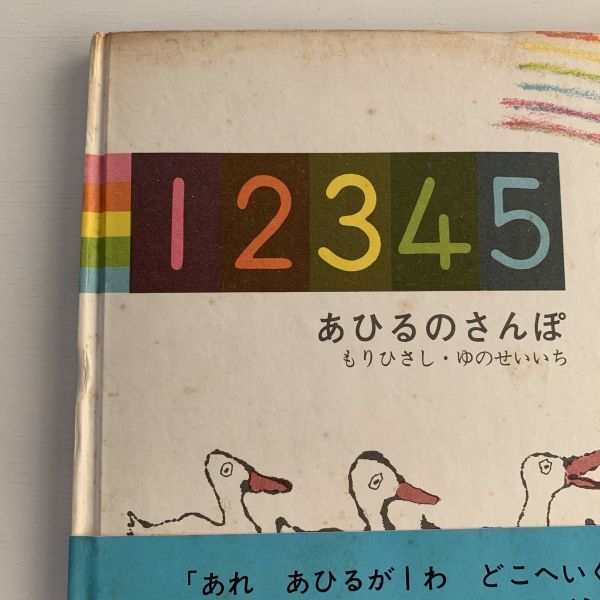 12345
あひるのさんぽ
もりひさし・ゆのせいいち
「あれ　あひるが１わ　どこへいく